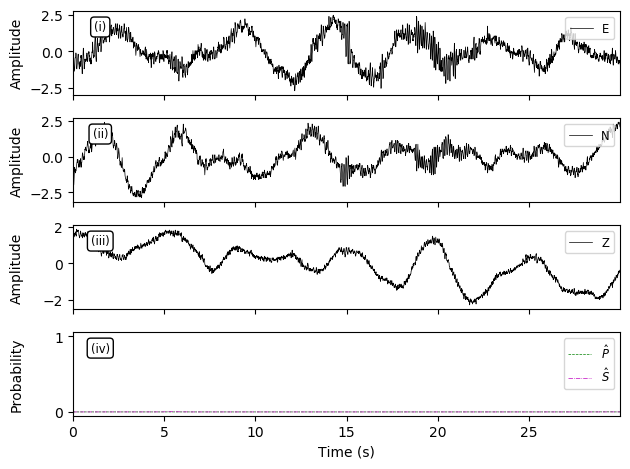 2.5
0.0
−2.5
Amplitude
(i)
E
2.5
0.0
−2.5
Amplitude
(ii)
N
2
0
−2
Amplitude
(iii)
Z
1
0
Probability
(iv)
P̂
Ŝ
0 5 10 15 20 25
Time (s)